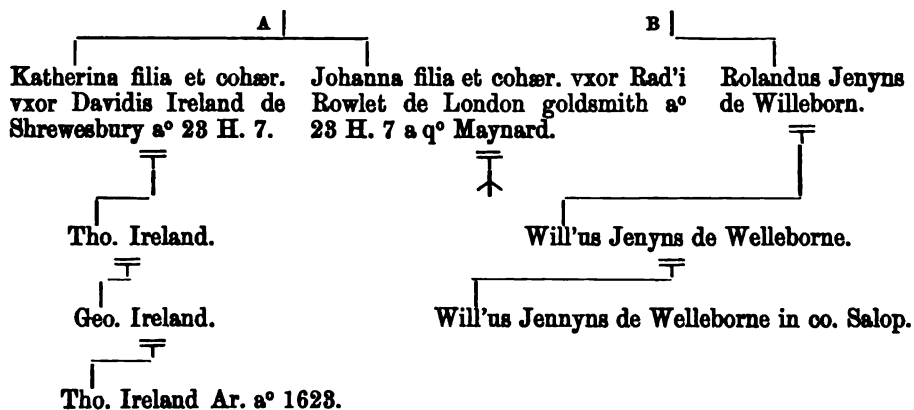 A
B
Katherina filia et cohær.
vxor Davidis Ireland de
Shrewesbury aº 23 H. 7.
Johanna filia et cohær. vxor Rad'i
Rowlet de London goldsmith aº
23 H. 7 a qº Maynard.
Rolandus Jenyns
de Willeborn.
Tho. Ireland.
Will'us Jenyns de Welleborne.
Geo. Ireland.
Will'us Jennyns de Welleborne in co. Salop.
Tho. Ireland Ar. aº 1623.